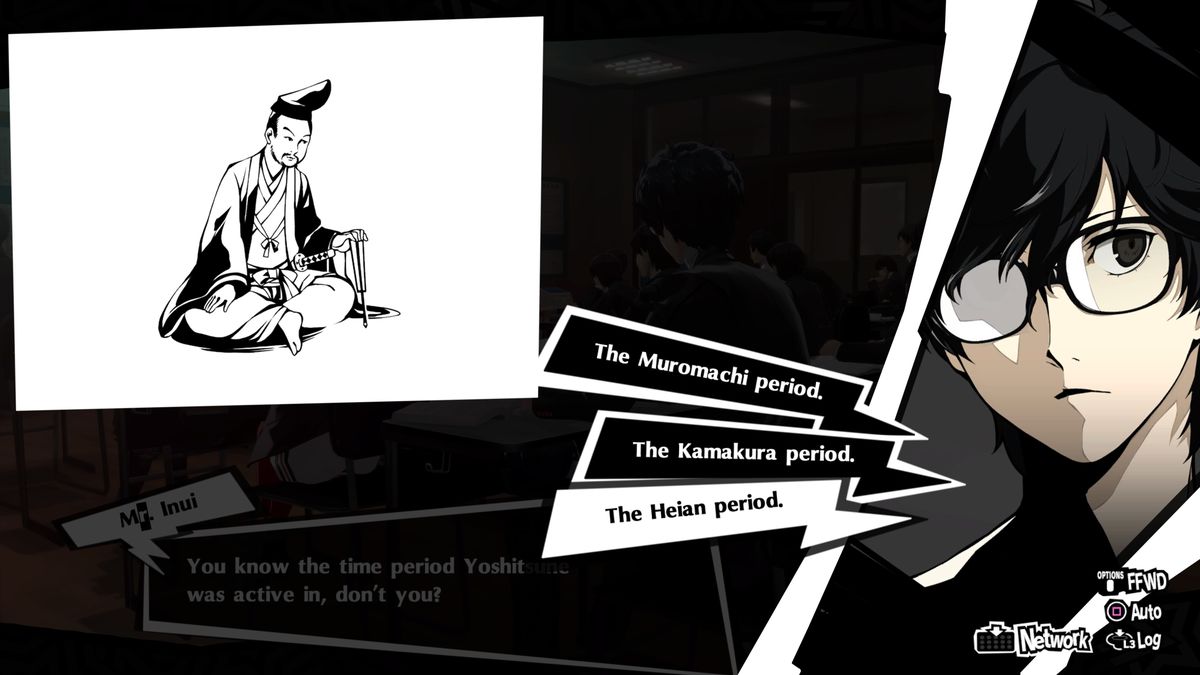 The Muromachi period.
The Kamakura period.
The Heian period.
Mr. Inui
You know the time period Yoshitsune
was active in, don't you?
OPTIONS FFWD
Auto
Network
L3 Log